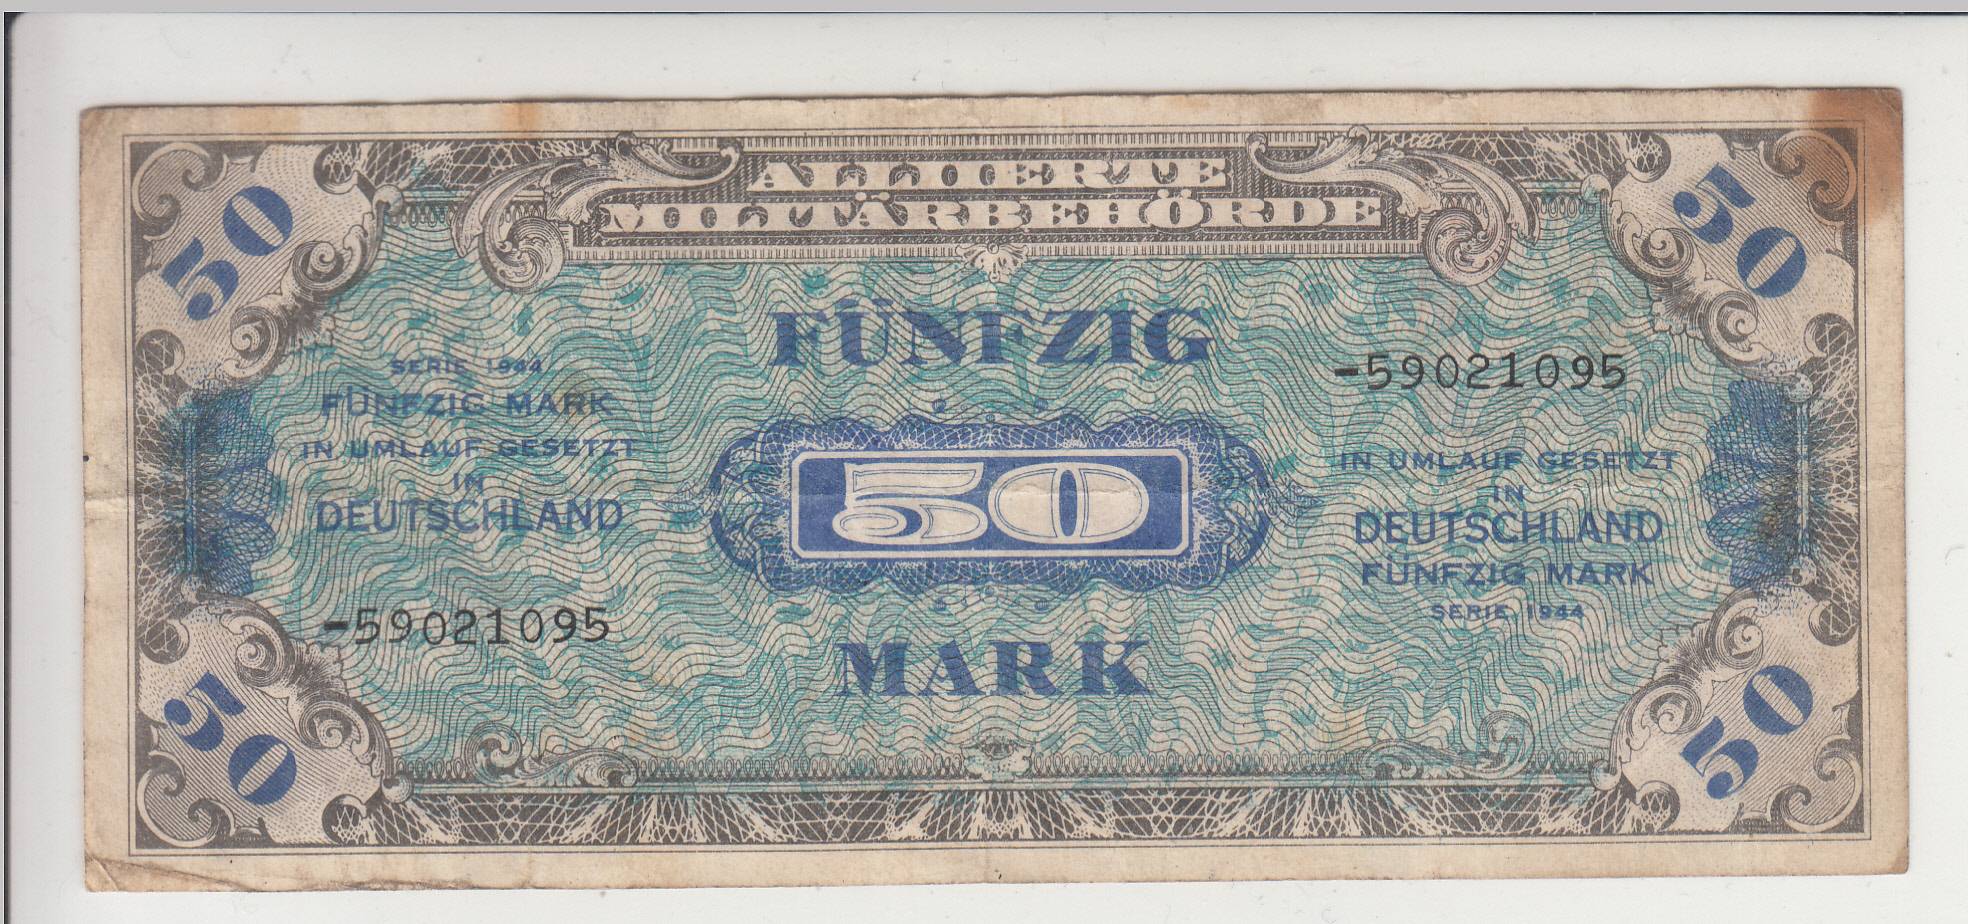 ALLIIERTE
MILITÄRBEHÖRDE
50
50
FÜNFZIG
SERIE 1944
FÜNFZIG MARK
IN UMLAUF GESETZT
IN
DEUTSCHLAND
-59021095
50
-59021095
IN UMLAUF GESETZT
IN
DEUTSCHLAND
FÜNFZIG MARK
SERIE 1944
MARK
50
50